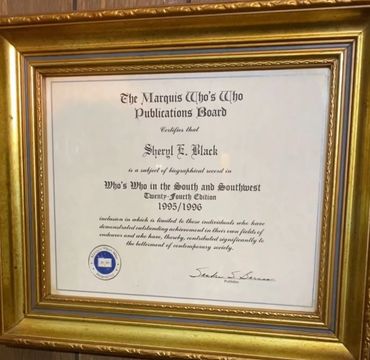 The Marquis Who's Who
Publications Board
Certifies that
Sheryl E. Black
is a subject of biographical record in
Who's Who in the South and Southwest
Twenty-Fourth Edition
1995/1996
inclusion in which is limited to those individuals who have
demonstrated outstanding achievement in their own fields of
endeavor and who have, thereby, contributed significantly to
the betterment of contemporary society.
Publisher